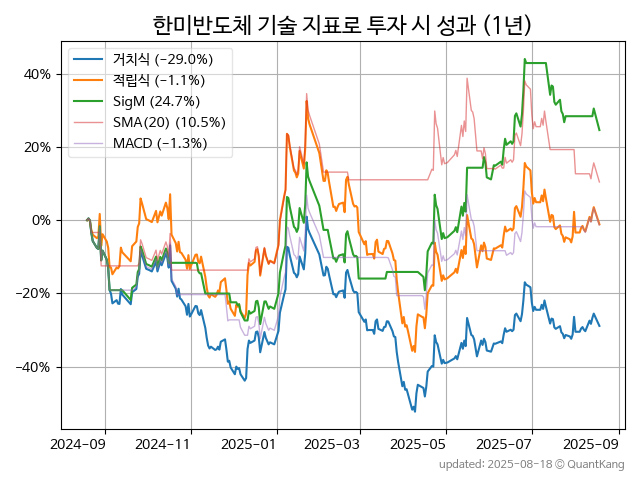 한미반도체 기술 지표로 투자 시 성과 (1년)
거치식 (−29.0%)
적립식 (−1.1%)
SigM (24.7%)
SMA(20) (10.5%)
MACD (−1.3%)
40%
20%
0%
−20%
−40%
2024-09 2024-11 2025-01 2025-03 2025-05 2025-07 2025-09
updated: 2025-08-18 © QuantKang